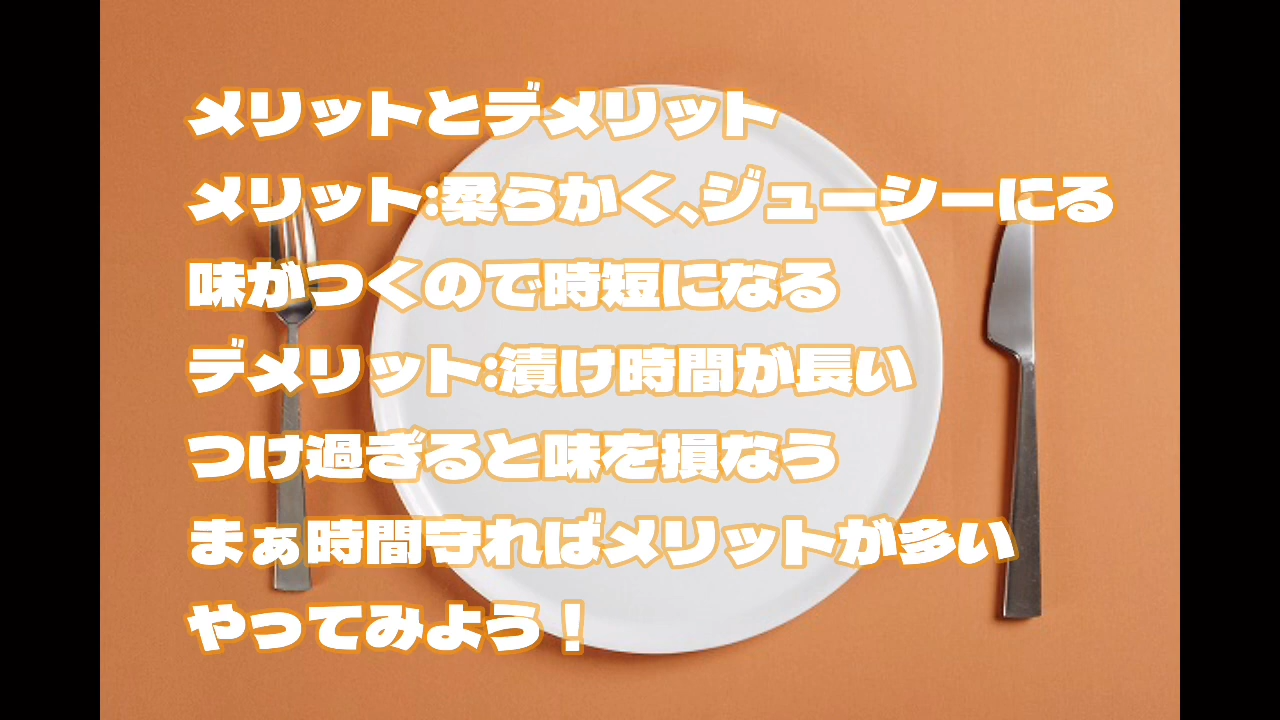 メリットとデメリット
メリット:柔らかく、ジューシーにる
味がつくので時短になる
デメリット:漬け時間が長い
つけ過ぎると味を損なう
まぁ時間守ればメリットが多い
やってみよう！